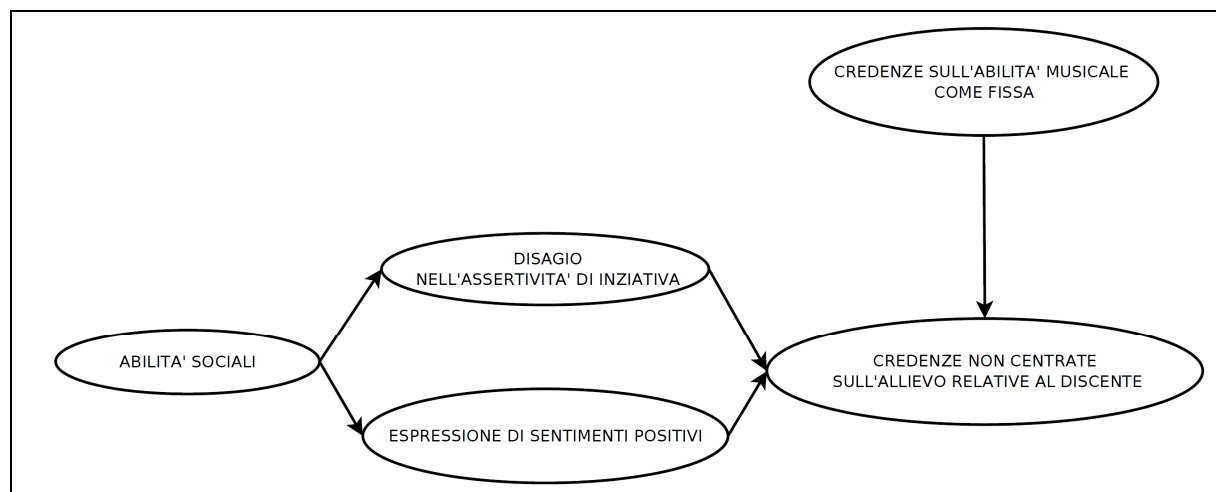 CREDENZE SULL'ABILITA' MUSICALE
COME FISSA
DISAGIO
NELL'ASSERTIVITA' DI INZIATIVA
ABILITA' SOCIALI
CREDENZE NON CENTRATE
SULL'ALLIEVO RELATIVE AL DISCENTE
ESPRESSIONE DI SENTIMENTI POSITIVI